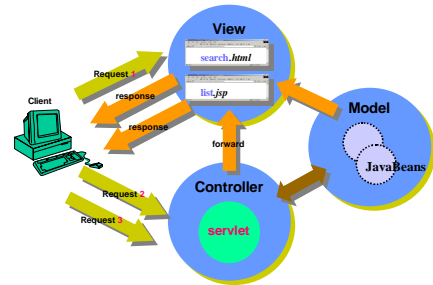 View
search.html
Request 1
list.jsp
Client
response
response
Model
forward
JavaBeans
Controller
Request 2
Request 3
servlet